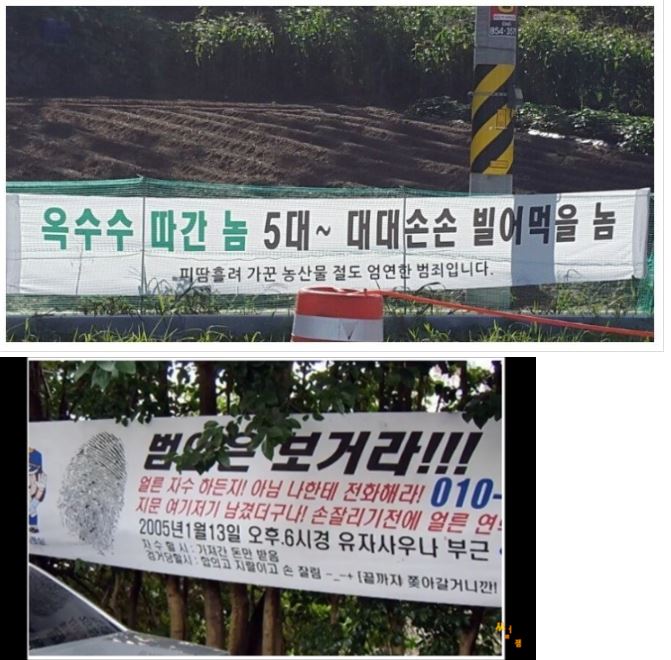 854-3571
옥수수 따간 놈 5대~ 대대손손 빌어먹을 놈
피땀흘려 가꾼 농산물 절도 엄연한 범죄입니다.
범인은 보거라!!!
얼른 자수 하든지! 아님 나한테 전화해라! 010-
지문 여기저기 남겼더구나! 손잘리기전에 얼른
2005년1월13일 오후.6시경 유자사우나 부근
자 수 할 시 : 가져간 돈만 받음
검거당할시 : 합의고 지랄이고 손 잘림 -_-+ [끝까지 쫓아갈거니깐!